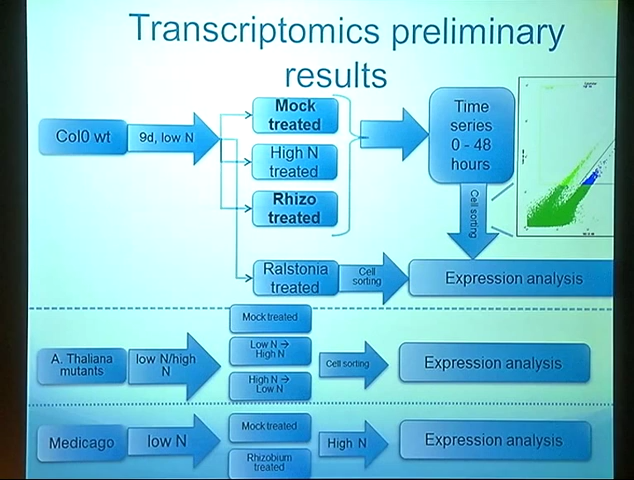 Transcriptomics preliminary
results
Col0 wt
9d, low N
Mock
treated
High N
treated
Rhizo
treated
Time
series
0 - 48
hours
Cell sorting
Ralstonia
treated
Cell
sorting
Expression analysis
A. Thaliana
mutants
low N/high
N
Mock treated
Low N →
High N
High N →
Low N
Cell sorting
Expression analysis
Medicago
low N
Mock treated
Rhizobium
treated
High N
Expression analysis